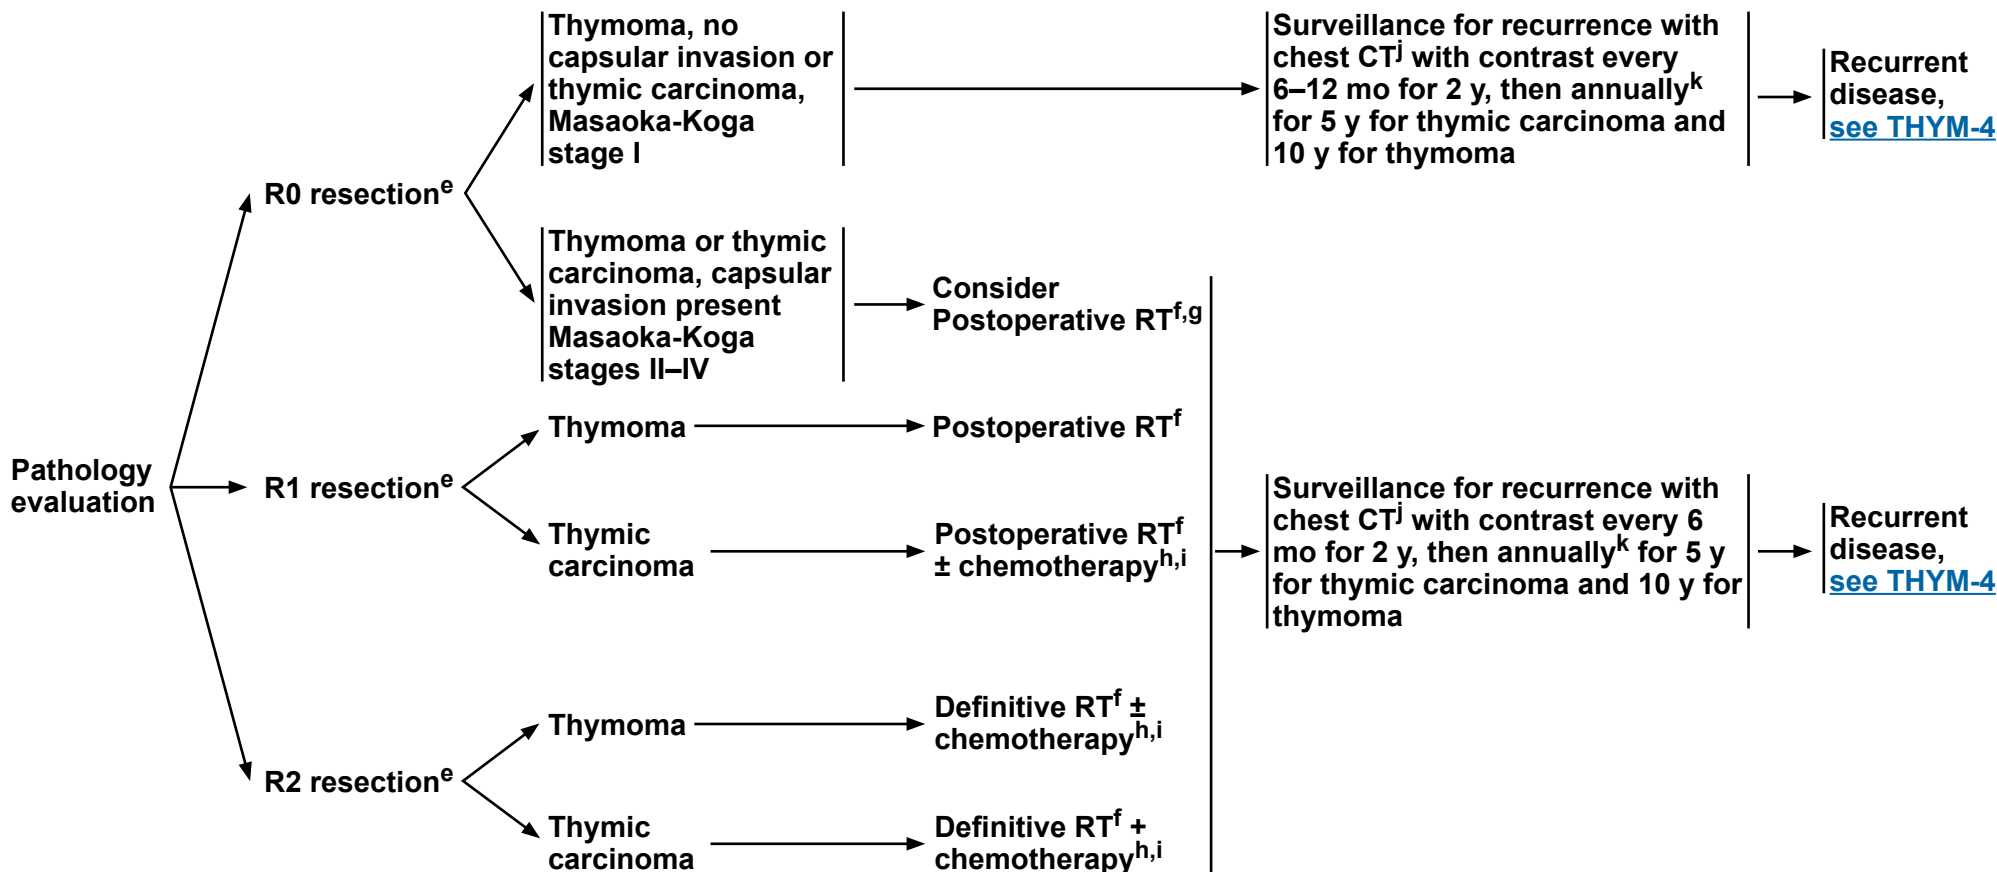 Pathology
evaluation
R0 resectionᵉ
Thymoma, no
capsular invasion or
thymic carcinoma,
Masaoka-Koga
stage I
Surveillance for recurrence with
chest CTʲ with contrast every
6–12 mo for 2 y, then annuallyᵏ
for 5 y for thymic carcinoma and
10 y for thymoma
Recurrent
disease,
see THYM-4
Thymoma or thymic
carcinoma, capsular
invasion present
Masaoka-Koga
stages II–IV
Consider
Postoperative RTᶠ,ᵍ
R1 resectionᵉ
Thymoma
Postoperative RTᶠ
Thymic
carcinoma
Postoperative RTᶠ
± chemotherapyʰ,ⁱ
R2 resectionᵉ
Thymoma
Definitive RTᶠ ±
chemotherapyʰ,ⁱ
Thymic
carcinoma
Definitive RTᶠ +
chemotherapyʰ,ⁱ
Surveillance for recurrence with
chest CTʲ with contrast every 6
mo for 2 y, then annuallyᵏ for 5 y
for thymic carcinoma and 10 y for
thymoma
Recurrent
disease,
see THYM-4